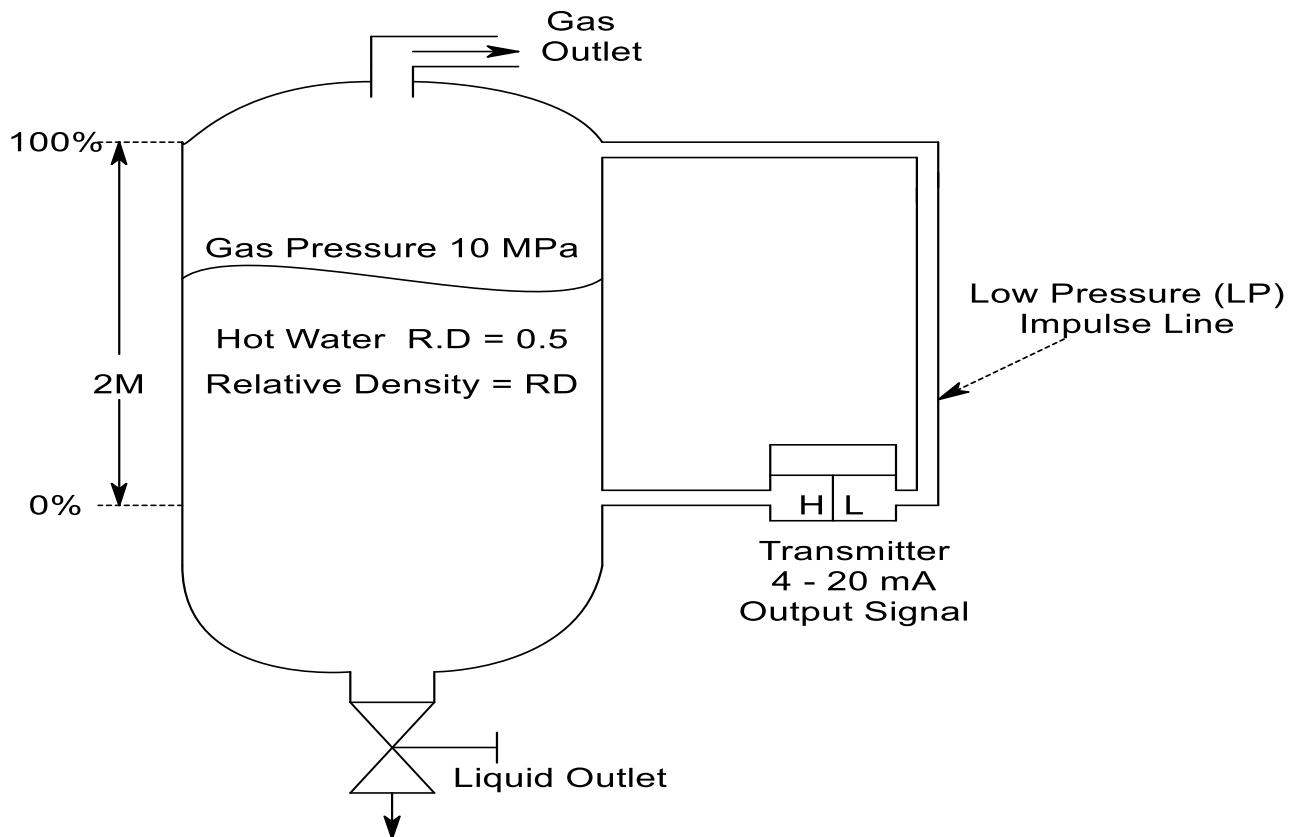 Gas
Outlet
100%
Gas Pressure 10 MPa
Low Pressure (LP)
Impulse Line
Hot Water R.D = 0.5
2M
Relative Density = RD
0%
H L
Transmitter
4 - 20 mA
Output Signal
Liquid Outlet